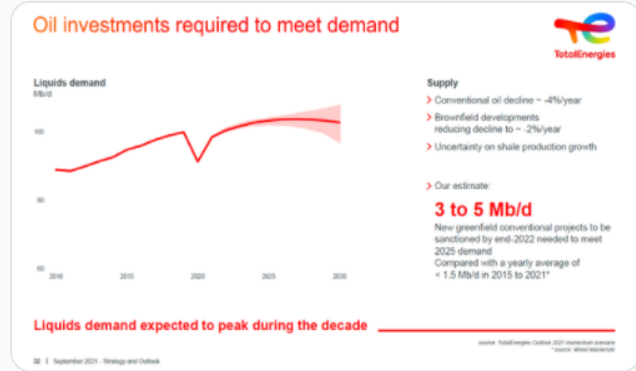 Oil investments required to meet demand
TotalEnergies
Liquids demand
Mb/d
100
80
60
2010
2015
2020
2025
2030
Supply
Conventional oil decline ~ -4%/year
Brownfield developments
reducing decline to ~ -2%/year
Uncertainty on shale production growth
Our estimate:
3 to 5 Mb/d
New greenfield conventional projects to be
sanctioned by end-2022 needed to meet
2025 demand
Compared with a yearly average of
< 1.5 Mb/d in 2015 to 2021*
Liquids demand expected to peak during the decade
source: TotalEnergies Outlook 2021 momentum scenario
* source: Wood Mackenzie
32 | September 2021 - Strategy and Outlook